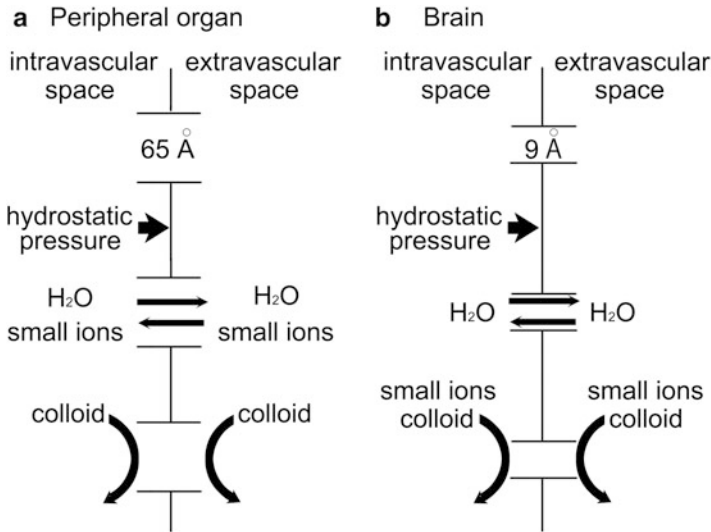 a Peripheral organ
intravascular space
extravascular space
65 Å
hydrostatic pressure
H₂O
small ions
H₂O
small ions
colloid
colloid
b Brain
intravascular space
extravascular space
9 Å
hydrostatic pressure
H₂O
H₂O
small ions
colloid
small ions
colloid